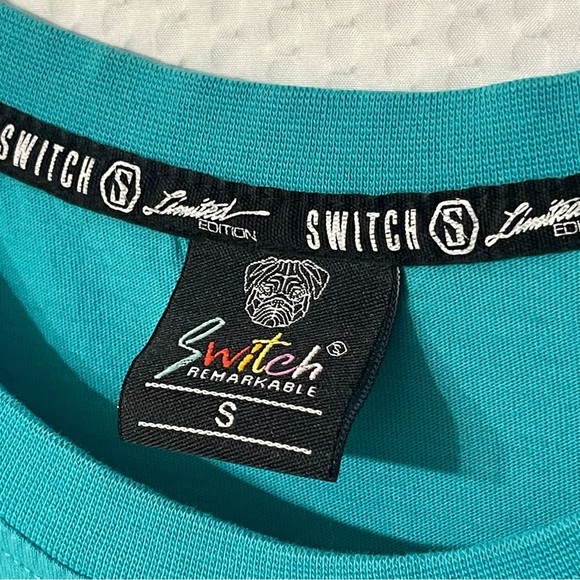 SWITCH S Limited EDITION SWITCH S Limited EDITION
Switch S
REMARKABLE
S